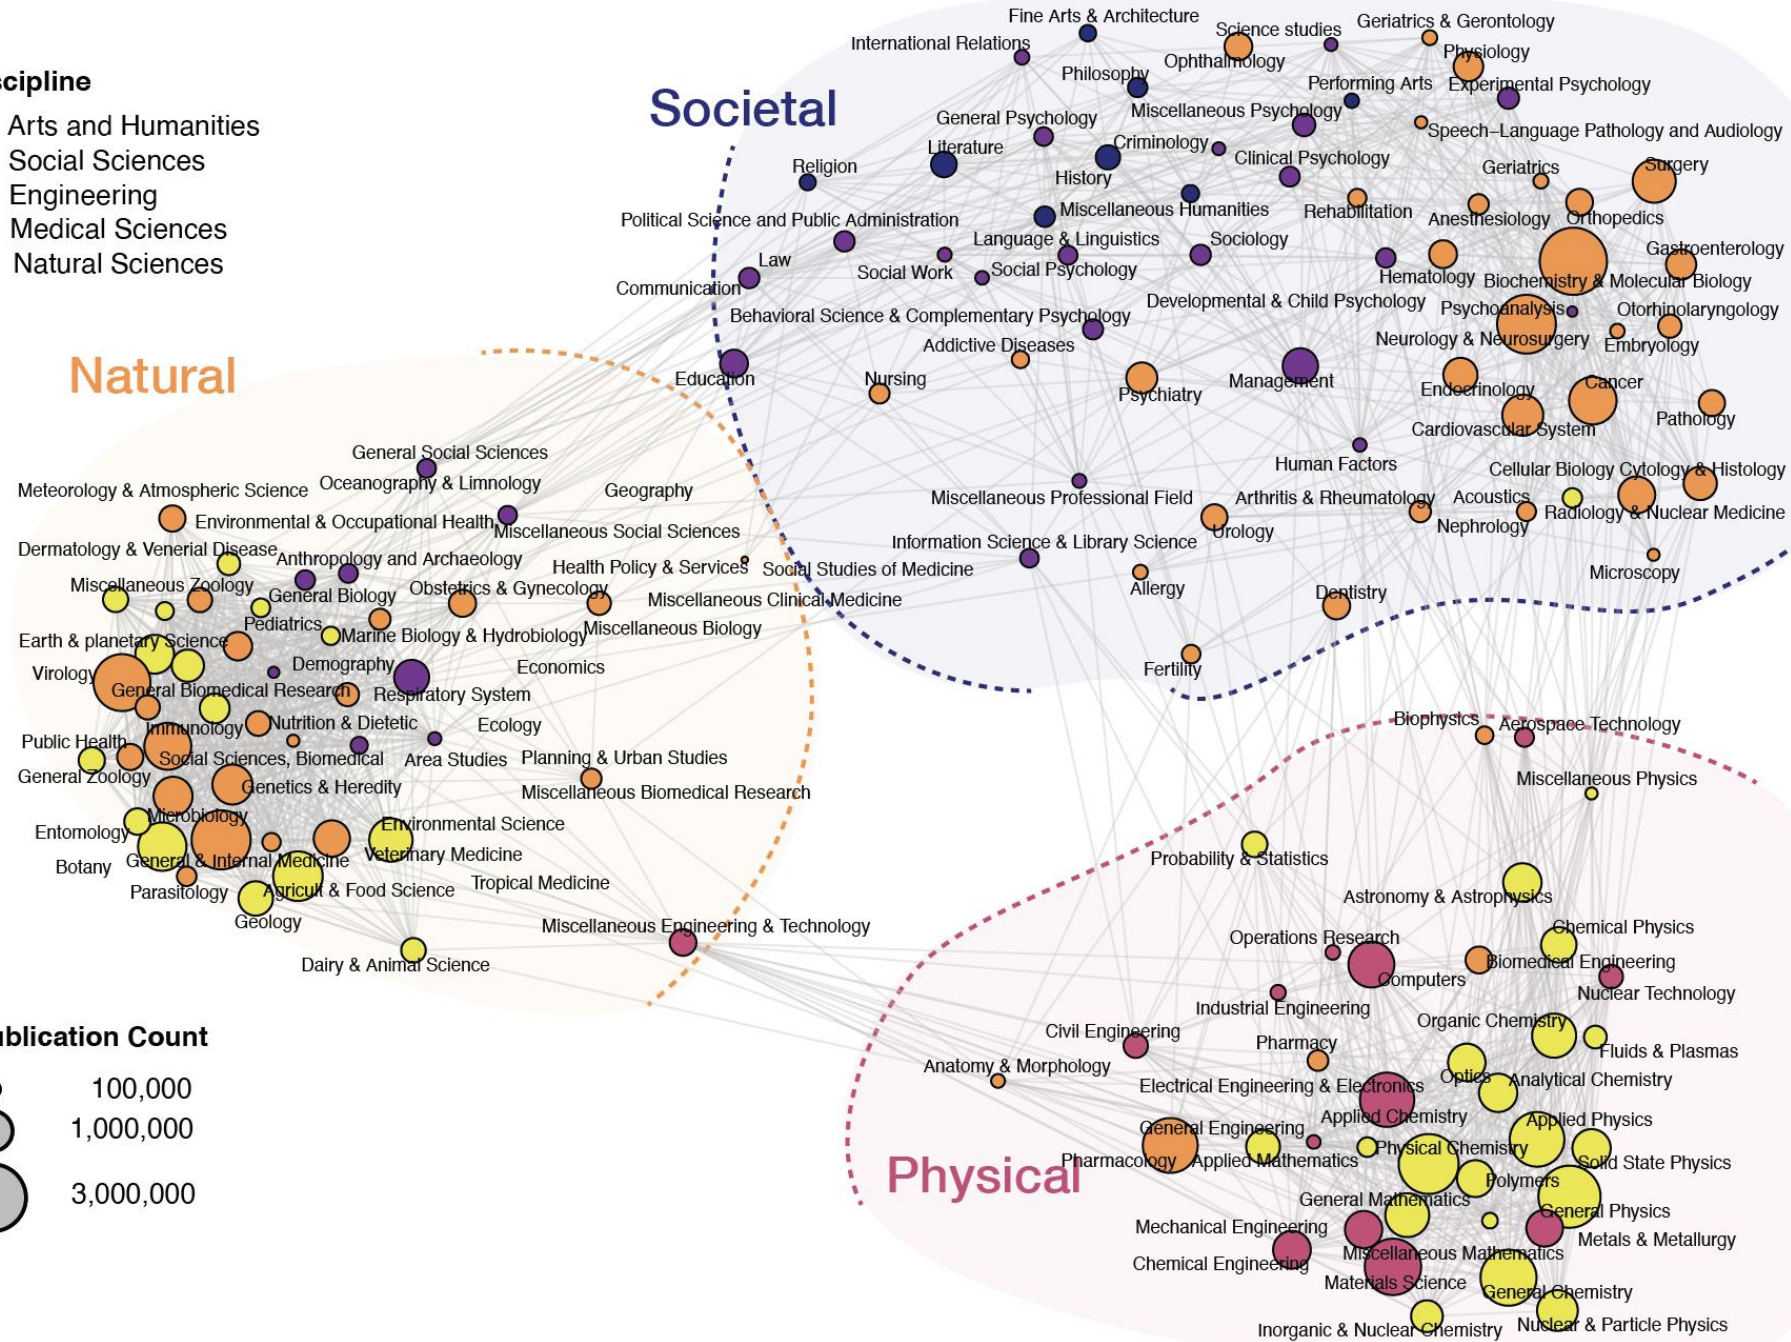 scipline
Arts and Humanities
Social Sciences
Engineering
Medical Sciences
Natural Sciences
Societal
Fine Arts & Architecture
Science studies
Geriatrics & Gerontology
International Relations
Ophthalmology
Physiology
Philosophy
Performing Arts
Experimental Psychology
General Psychology
Miscellaneous Psychology
Speech–Language Pathology and Audiology
Literature
Criminology
Religion
History
Clinical Psychology
Geriatrics
Surgery
Political Science and Public Administration
Miscellaneous Humanities
Rehabilitation
Anesthesiology
Orthopedics
Law
Language & Linguistics
Sociology
Gastroenterology
Communication
Social Work
Social Psychology
Hematology
Biochemistry & Molecular Biology
Developmental & Child Psychology
Behavioral Science & Complementary Psychology
Psychoanalysis
Otorhinolaryngology
Addictive Diseases
Neurology & Neurosurgery
Embryology
Education
Nursing
Psychiatry
Management
Endocrinology
Cancer
Cardiovascular System
Pathology
Human Factors
Cellular Biology Cytology & Histology
Miscellaneous Professional Field
Arthritis & Rheumatology
Acoustics
Urology
Nephrology
Radiology & Nuclear Medicine
Information Science & Library Science
Social Studies of Medicine
Allergy
Microscopy
Dentistry
Fertility
Natural
General Social Sciences
Meteorology & Atmospheric Science
Oceanography & Limnology
Geography
Environmental & Occupational Health
Miscellaneous Social Sciences
Dermatology & Venerial Disease
Anthropology and Archaeology
Health Policy & Services
Miscellaneous Zoology
General Biology
Obstetrics & Gynecology
Miscellaneous Clinical Medicine
Pediatrics
Marine Biology & Hydrobiology
Miscellaneous Biology
Earth & planetary Science
Virology
Demography
Economics
General Biomedical Research
Respiratory System
Immunology
Nutrition & Dietetic
Ecology
Public Health
Social Sciences, Biomedical
Area Studies
Planning & Urban Studies
General Zoology
Genetics & Heredity
Miscellaneous Biomedical Research
Microbiology
Entomology
Environmental Science
Botany
General & Internal Medicine
Veterinary Medicine
Parasitology
Agricult & Food Science
Tropical Medicine
Geology
Miscellaneous Engineering & Technology
Dairy & Animal Science
ublication Count
100,000
1,000,000
3,000,000
Physical
Biophysics
Aerospace Technology
Miscellaneous Physics
Probability & Statistics
Astronomy & Astrophysics
Operations Research
Chemical Physics
Computers
Biomedical Engineering
Nuclear Technology
Industrial Engineering
Organic Chemistry
Civil Engineering
Pharmacy
Fluids & Plasmas
Anatomy & Morphology
Electrical Engineering & Electronics
Optics
Analytical Chemistry
Applied Chemistry
Applied Physics
General Engineering
Physical Chemistry
Pharmacology
Applied Mathematics
Solid State Physics
Polymers
General Mathematics
General Physics
Mechanical Engineering
Metals & Metallurgy
Chemical Engineering
Miscellaneous Mathematics
Materials Science
General Chemistry
Inorganic & Nuclear Chemistry
Nuclear & Particle Physics